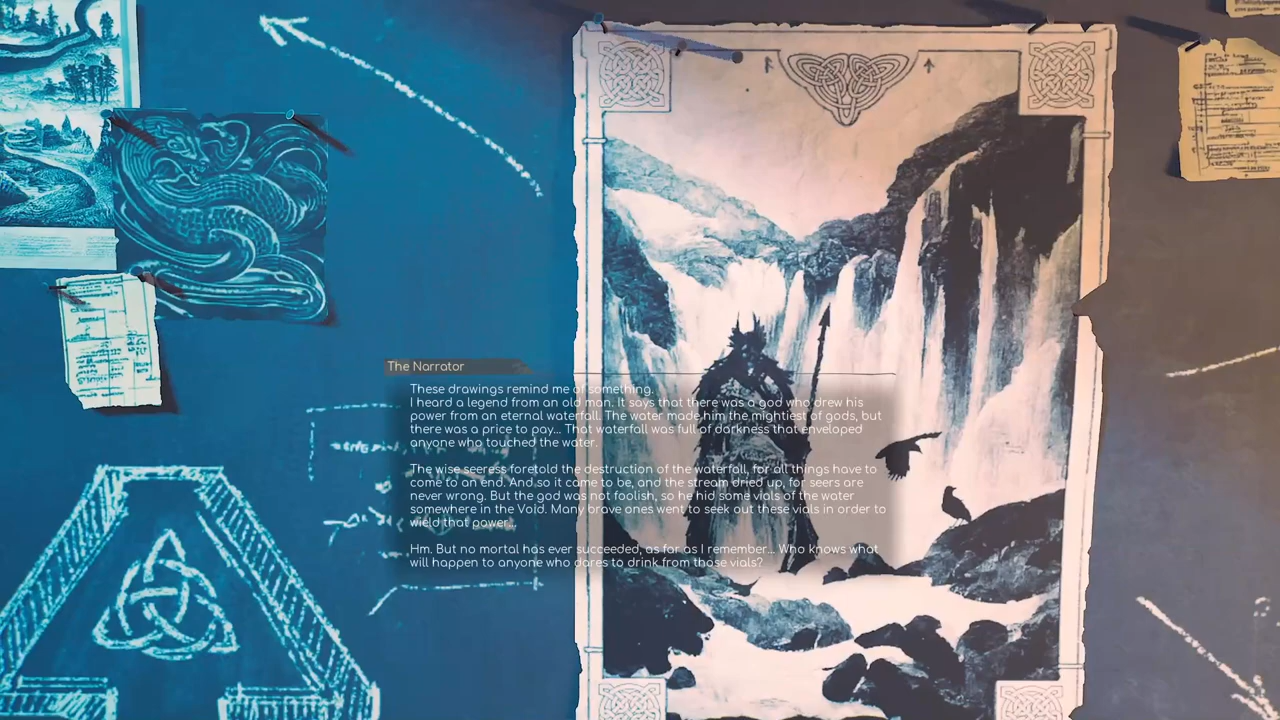 The Narrator
These drawings remind me of something.
I heard a legend from an old man. It says that there was a god who drew his
power from an eternal waterfall. The water made him the mightiest of gods, but
there was a price to pay... That waterfall was full of darkness that enveloped
anyone who touched the water.
The wise seeress foretold the destruction of the waterfall, for all things have to
come to an end. And so it came to be, and the stream dried up, for seers are
never wrong. But the god was not foolish, so he hid some vials of the water
somewhere in the Void. Many brave ones went to seek out these vials in order to
wield that power...
Hm. But no mortal has ever succeeded, as far as I remember... Who knows what
will happen to anyone who dares to drink from those vials?